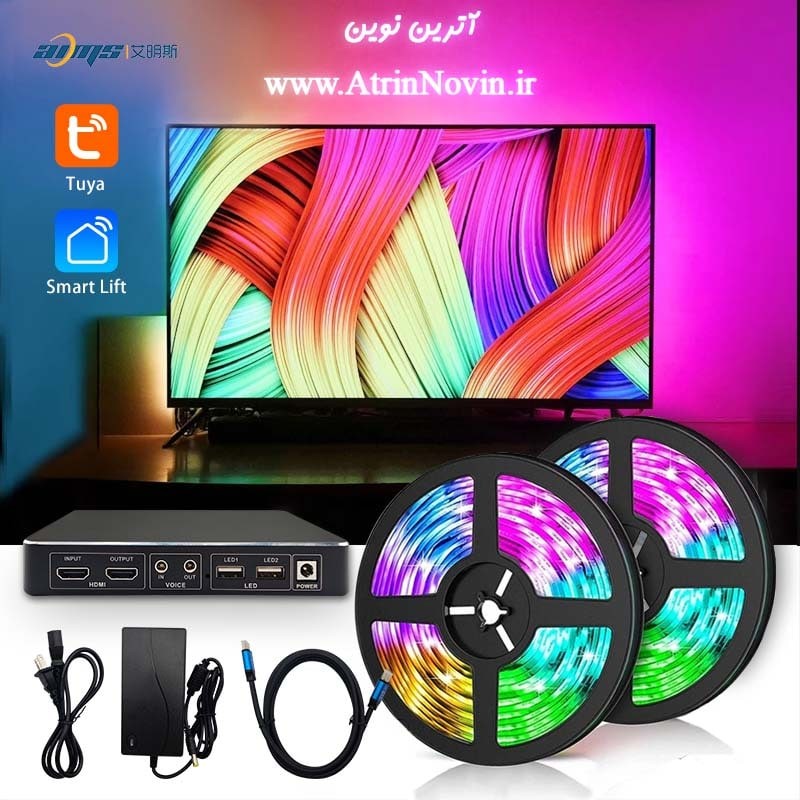 آترین نوین
aims | 艾明斯
www.AtrinNovin.ir
Tuya
Smart Lift
INPUT OUTPUT
HDMI
IN OUT
VOICE
LED1 LED2
LED
POWER